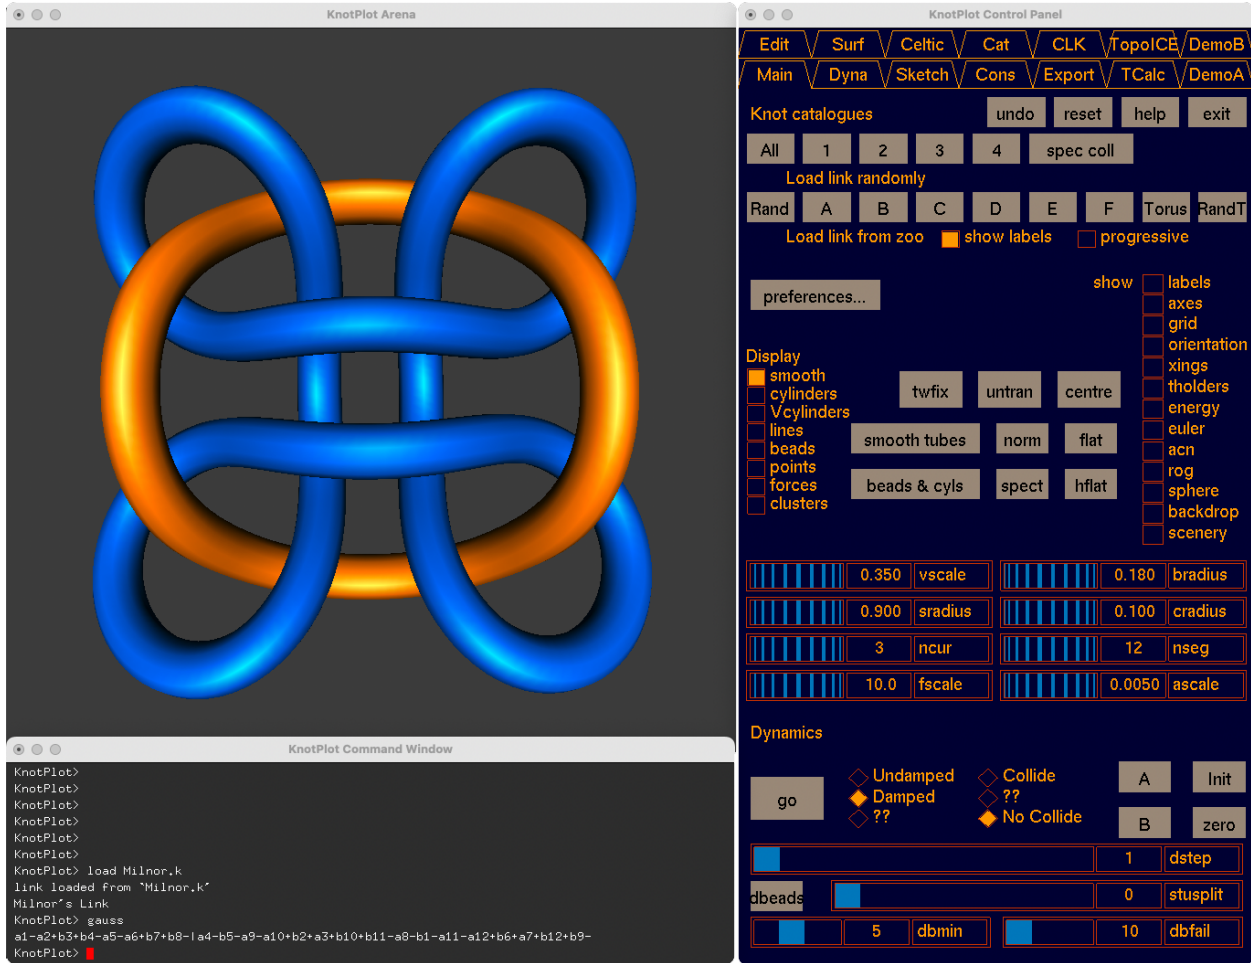 KnotPlot Arena
KnotPlot Control Panel
Edit Surf Celtic Cat CLK TopoICE DemoB
Main Dyna Sketch Cons Export TCalc DemoA
Knot catalogues undo reset help exit
All 1 2 3 4 spec coll
Load link randomly
Rand A B C D E F Torus RandT
Load link from zoo show labels progressive
preferences...
show labels
axes
grid
orientation
xings
tholders
energy
euler
acn
rog
sphere
backdrop
scenery
Display
smooth
cylinders
Vcylinders
lines
beads
points
forces
clusters
twfix untran centre
smooth tubes norm flat
beads & cyls spect hflat
0.350 vscale 0.180 bradius
0.900 sradius 0.100 cradius
3 ncur 12 nseg
10.0 fscale 0.0050 ascale
Dynamics
go
Undamped
Damped
??
Collide
??
No Collide
A Init
B zero
1 dstep
dbeads 0 stusplit
5 dbmin 10 dbfail
KnotPlot Command Window
KnotPlot>
KnotPlot>
KnotPlot>
KnotPlot>
KnotPlot>
KnotPlot>
KnotPlot> load Milnor.k
link loaded from `Milnor.k'
Milnor's Link
KnotPlot> gauss
a1-a2+b3+b4-a5-a6+b7+b8-|a4-b5-a9-a10+b2+a3+b10+b11-a8-b1-a11-a12+b6+a7+b12+b9-
KnotPlot>